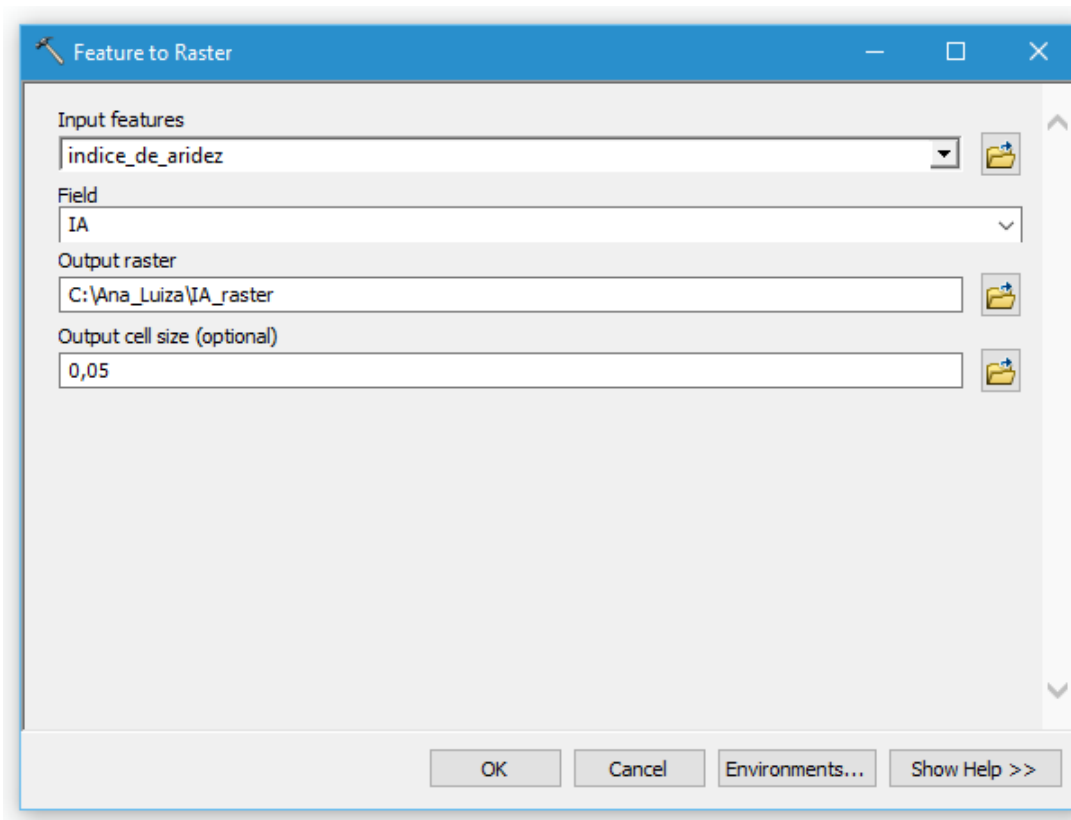 Feature to Raster
Input features
indice_de_aridez
Field
IA
Output raster
C:\Ana_Luiza\IA_raster
Output cell size (optional)
0,05
OK Cancel Environments... Show Help >>